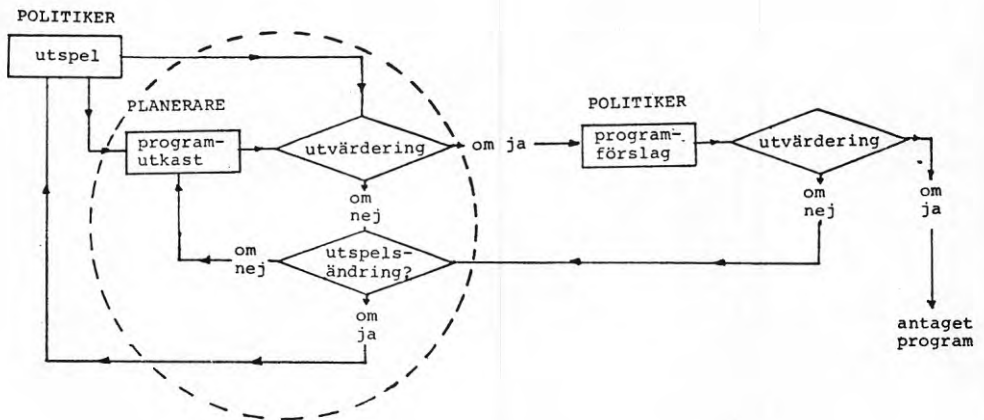 POLITIKER
utspel
PLANERARE
program-
utkast
utvärdering
om ja
POLITIKER
program-
förslag
utvärdering
om
nej
om
ja
om
nej
utspels-
ändring?
om
nej
om
ja
antaget
program